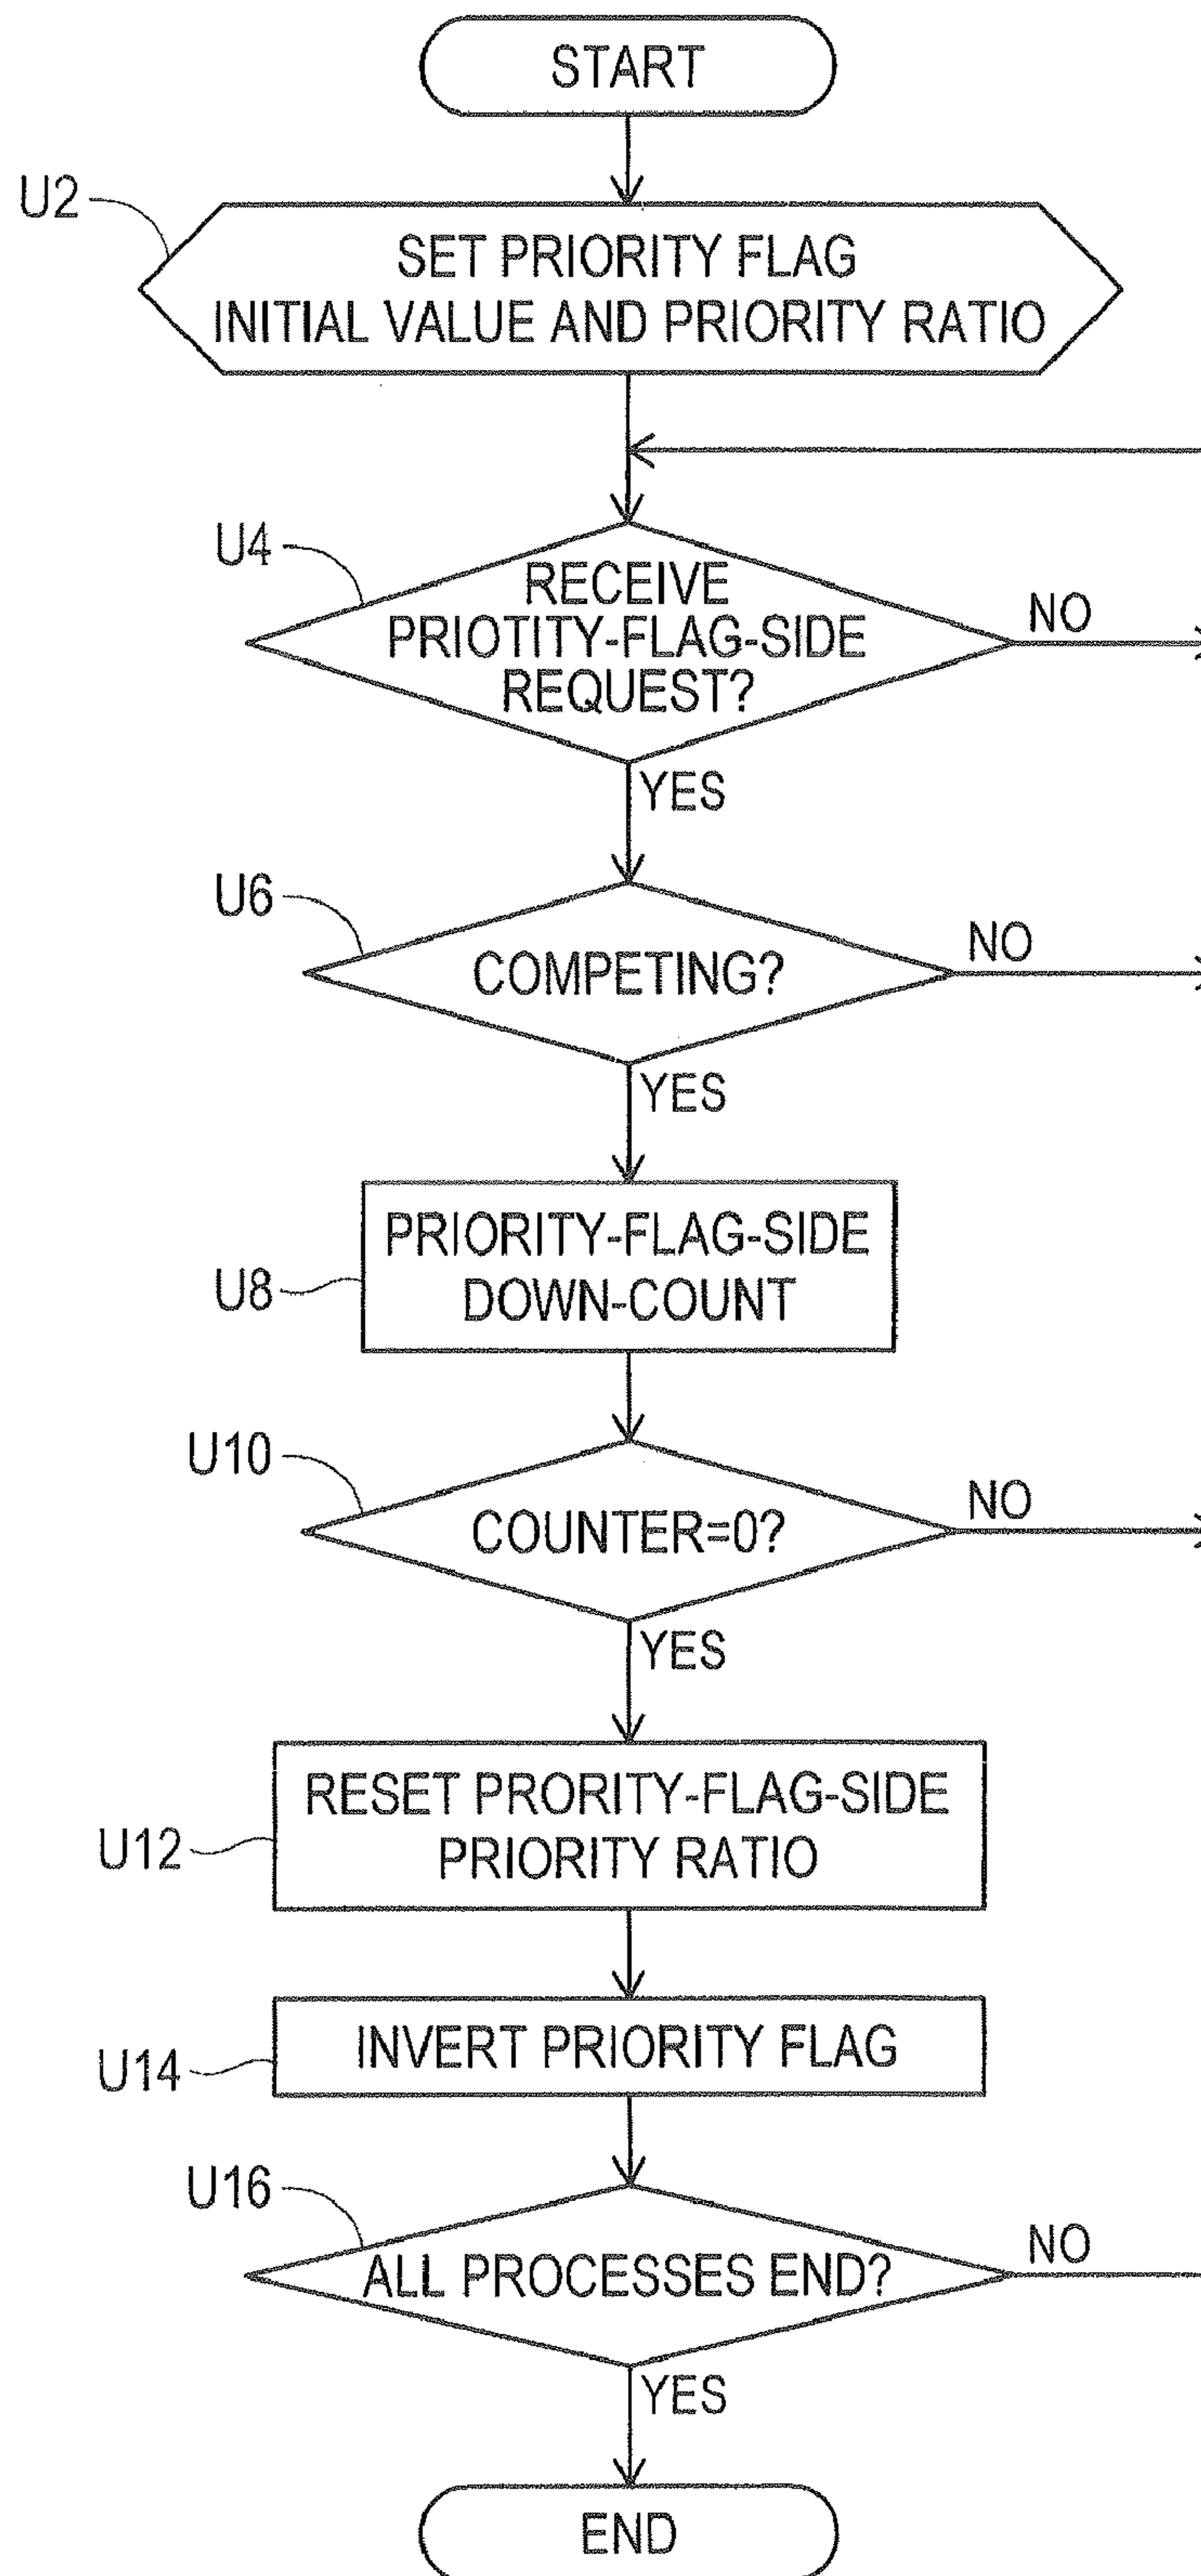 START
U2
SET PRIORITY FLAG
INITIAL VALUE AND PRIORITY RATIO
U4
RECEIVE
PRIOTITY-FLAG-SIDE
REQUEST?
NO
YES
U6
COMPETING?
NO
YES
U8
PRIORITY-FLAG-SIDE
DOWN-COUNT
U10
COUNTER=0?
NO
YES
U12
RESET PRORITY-FLAG-SIDE
PRIORITY RATIO
U14
INVERT PRIORITY FLAG
U16
ALL PROCESSES END?
NO
YES
END